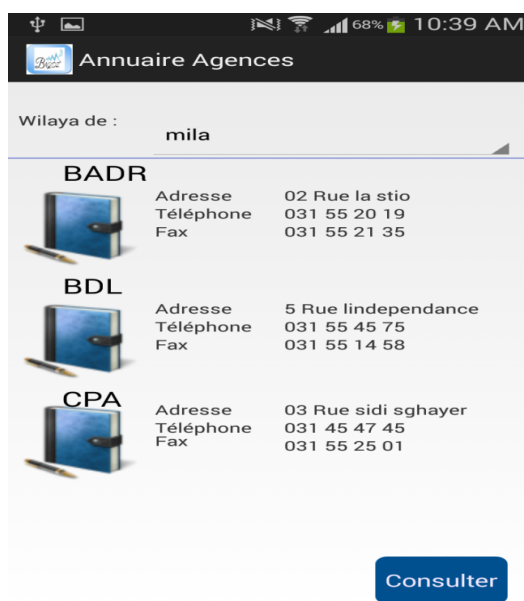 68% 10:39 AM
Buzz Annuaire Agences
Wilaya de :
mila
BADR
Adresse 02 Rue la stio
Téléphone 031 55 20 19
Fax 031 55 21 35
BDL
Adresse 5 Rue lindependance
Téléphone 031 55 45 75
Fax 031 55 14 58
CPA
Adresse 03 Rue sidi sghayer
Téléphone 031 45 47 45
Fax 031 55 25 01
Consulter